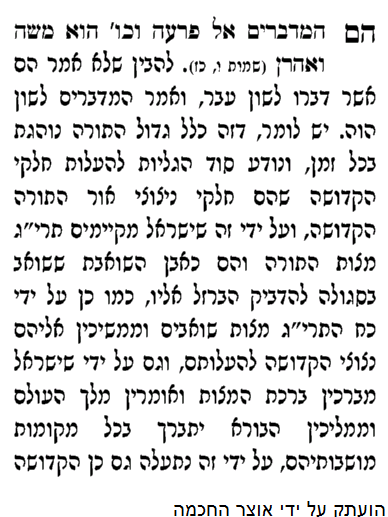 הם המדברים אל פרעה וכו' הוא משה
ואהרן (שמות ו, כז). להבין שלא אמר הם
אשר דברו לשון עבר, ואמר המדברים לשון
הוה. יש לומר, דזה כלל גדול התורה נוהגת
בכל זמן, ונודע סוד הגליות להעלות חלקי
הקדושה שהם חלקי ניצוצי אור התורה
הקדושה, ועל ידי זה שישראל מקיימים תרי״ג
מצות התורה והם כאבן השואבת ששואב
בסגולה להדביק הברזל אליו, כמו כן על ידי
כח התרי״ג מצות שואבים וממשיכין אליהם
נצוצי הקדושה להעלותם, וגם על ידי שישראל
מברכין ברכת המצות ואומרין מלך העולם
וממליכין הבורא יתברך בכל מקומות
מושבותיהם, על ידי זה נתעלה גם כן הקדושה
הועתק על ידי אוצר החכמה